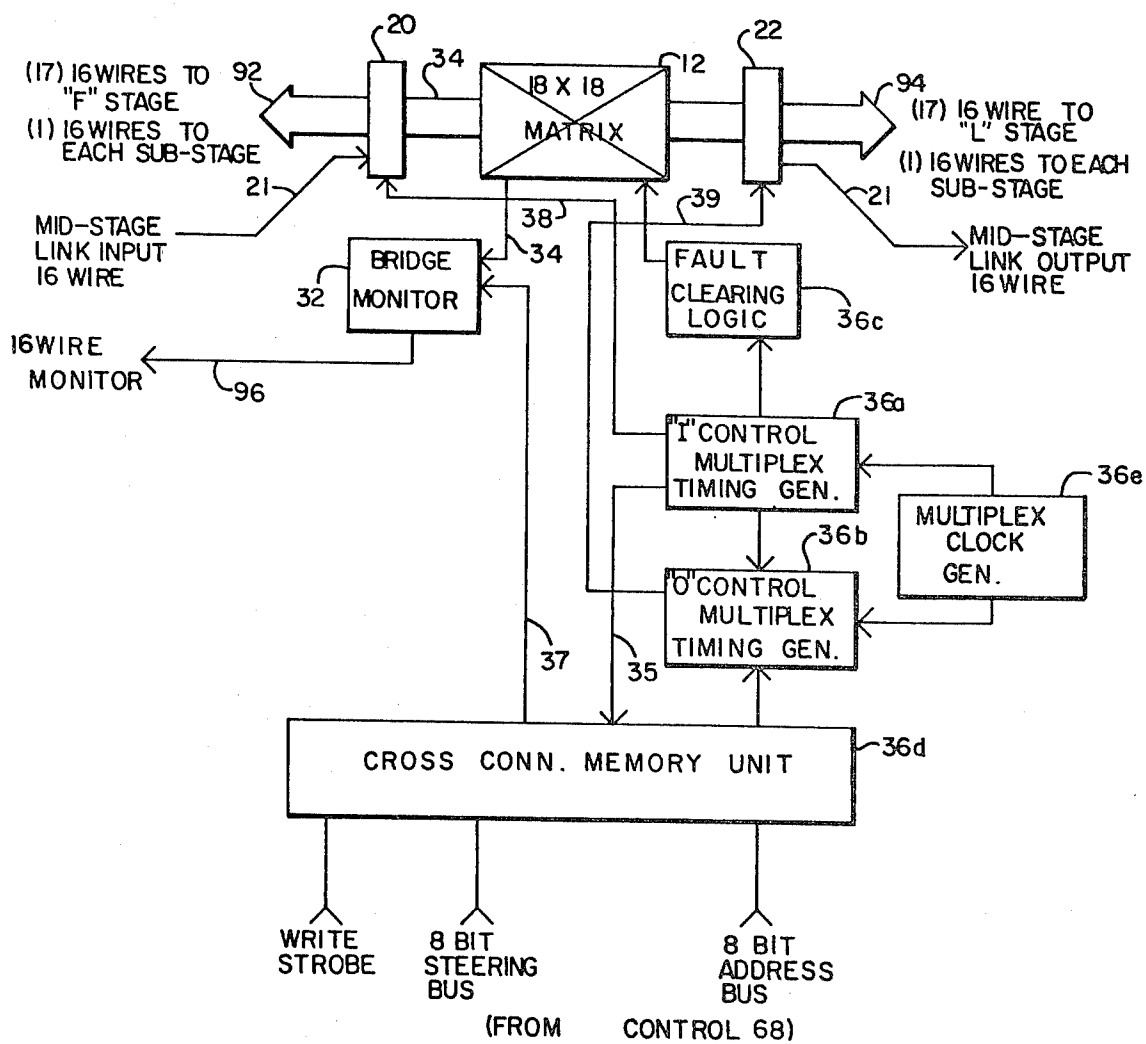 20
22
(17) 16 WIRES TO
"F" STAGE
92
34
18 X 18
MATRIX
12
94
(17) 16 WIRE TO
"L" STAGE
(1) 16 WIRES TO
EACH SUB-STAGE
(1) 16 WIRES TO EACH
SUB-STAGE
21
21
38
39
34
MID-STAGE
LINK INPUT
16 WIRE
MID-STAGE
LINK OUTPUT
16 WIRE
32
BRIDGE
MONITOR
FAULT
CLEARING
LOGIC
36c
16 WIRE
MONITOR
96
36a
"I" CONTROL
MULTIPLEX
TIMING GEN.
36e
MULTIPLEX
CLOCK
GEN.
36b
"O" CONTROL
MULTIPLEX
TIMING GEN.
37
35
CROSS CONN. MEMORY UNIT
36d
WRITE
STROBE
8 BIT
STEERING
BUS
8 BIT
ADDRESS
BUS
(FROM CONTROL 68)